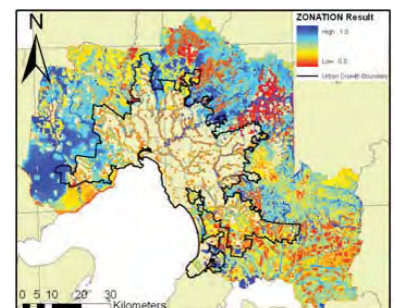 N
ZONATION Result
High : 1.0
Low : 0.0
Urban Growth Boundary
0 5 10 20 30
Kilometers